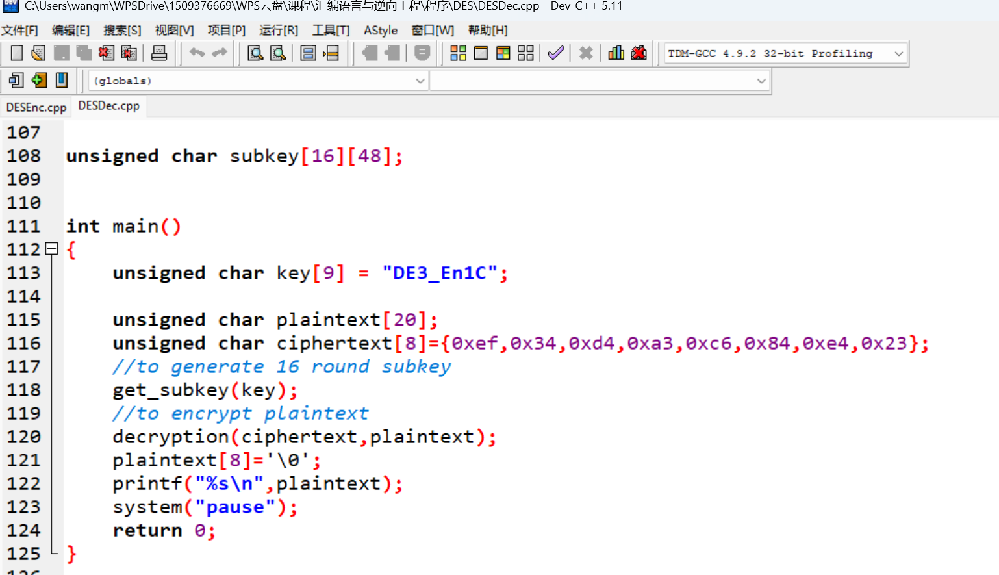 C:\Users\wangm\WPSDrive\1509376669\WPS云盘\课程\汇编语言与逆向工程\程序\DES\DESDec.cpp - Dev-C++ 5.11
文件[F] 编辑[E] 搜索[S] 视图[V] 项目[P] 运行[R] 工具[T] AStyle 窗口[W] 帮助[H]
TDM-GCC 4.9.2 32-bit Profiling
(globals)
DESEnc.cpp DESDec.cpp
107
108 unsigned char subkey[16][48];
109
110
111 int main()
112 {
113 unsigned char key[9] = "DE3_En1C";
114
115 unsigned char plaintext[20];
116 unsigned char ciphertext[8]={0xef,0x34,0xd4,0xa3,0xc6,0x84,0xe4,0x23};
117 //to generate 16 round subkey
118 get_subkey(key);
119 //to encrypt plaintext
120 decryption(ciphertext,plaintext);
121 plaintext[8]='\0';
122 printf("%s\n",plaintext);
123 system("pause");
124 return 0;
125 }